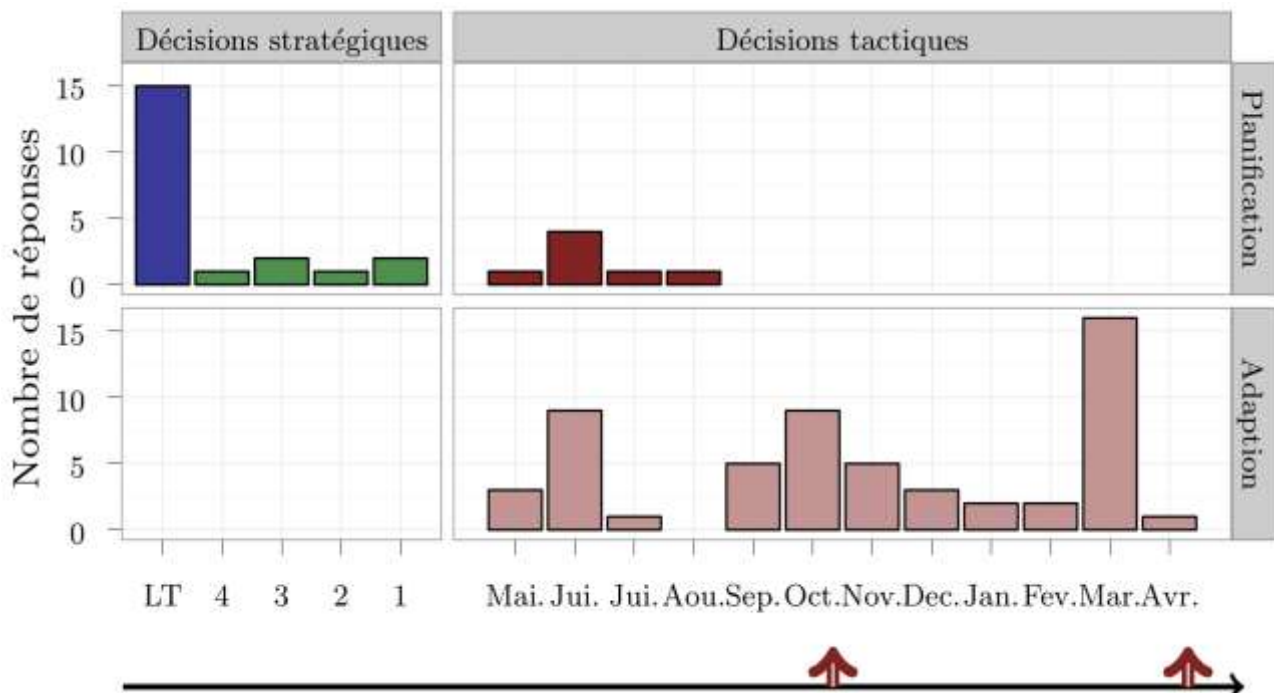 Décisions stratégiques
Décisions tactiques
Nombre de réponses
15
10
5
0
Planification
15
10
5
0
Adaption
LT 4 3 2 1 Mai. Jui. Jui. Aou. Sep. Oct. Nov. Dec. Jan. Fev. Mar. Avr.